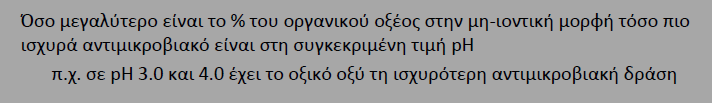 Όσο μεγαλύτερο είναι το % του οργανικού οξέος στην μη-ιοντική μορφή τόσο πιο
ισχυρά αντιμικροβιακό είναι στη συγκεκριμένη τιμή pH
π.χ. σε pH 3.0 και 4.0 έχει το οξικό οξύ τη ισχυρότερη αντιμικροβιακή δράση